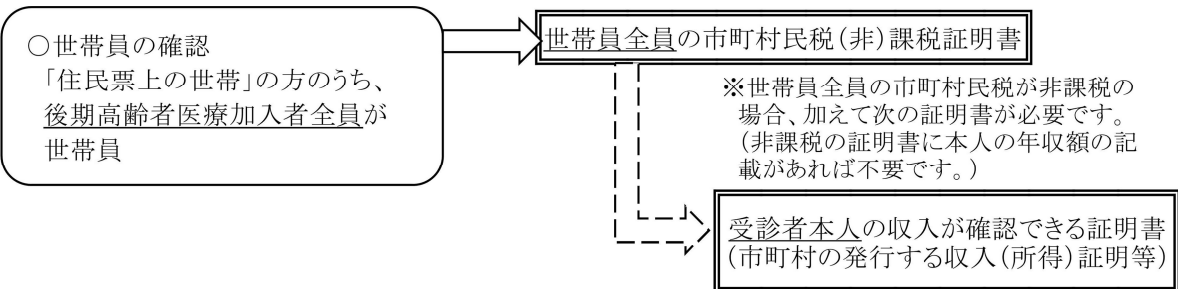 ○世帯員の確認
「住民票上の世帯」の方のうち、
後期高齢者医療加入者全員が
世帯員
世帯員全員の市町村民税(非)課税証明書
※世帯員全員の市町村民税が非課税の
場合、加えて次の証明書が必要です。
(非課税の証明書に本人の年収額の記
載があれば不要です。)
受診者本人の収入が確認できる証明書
(市町村の発行する収入(所得)証明等)